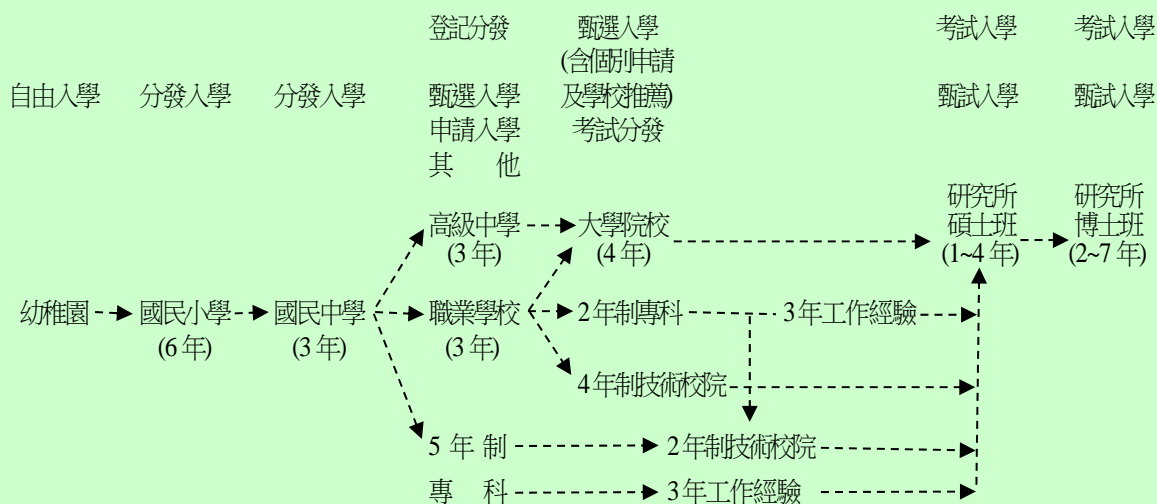 登記分發 甄選入學 考試入學 考試入學
(含個別申請
自由入學 分發入學 分發入學 甄選入學 及學校推薦) 甄試入學 甄試入學
申請入學 考試分發
其 他
研究所 研究所
高級中學 大學院校 碩士班 博士班
(3年) (4年) (1~4年) (2~7年)
幼稚園 國民小學 國民中學 職業學校 2年制專科 3年工作經驗
(6年) (3年) (3年)
4年制技術校院
5年制 2年制技術校院
專 科 3年工作經驗